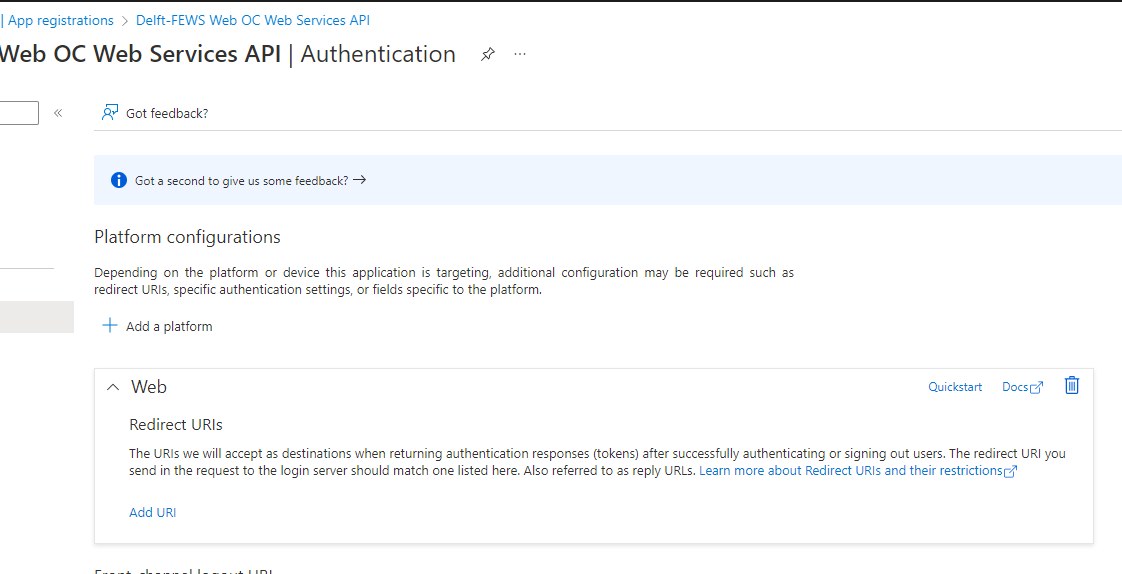 | App registrations > Delft-FEWS Web OC Web Services API
Web OC Web Services API | Authentication ...
« Got feedback?
Got a second to give us some feedback? →
Platform configurations
Depending on the platform or device this application is targeting, additional configuration may be required such as
redirect URIs, specific authentication settings, or fields specific to the platform.
+ Add a platform
Web Quickstart Docs
Redirect URIs
The URIs we will accept as destinations when returning authentication responses (tokens) after successfully authenticating or signing out users. The redirect URI you
send in the request to the login server should match one listed here. Also referred to as reply URLs. Learn more about Redirect URIs and their restrictions
Add URI
Front-channel logout URL